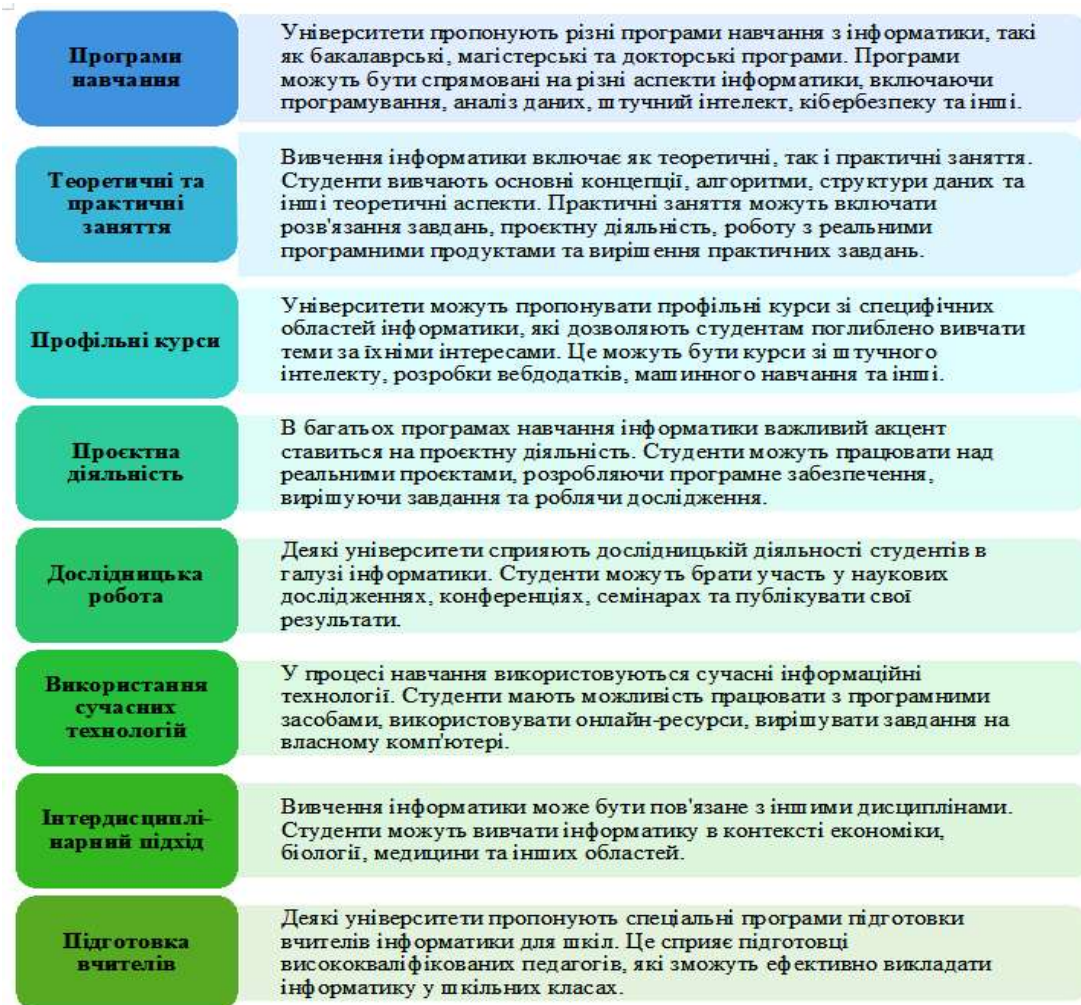 Програми
навчання
Університети пропонують різні програми навчання з інформатики, такі
як бакалаврські, магістерські та докторські програми. Програми
можуть бути спрямовані на різні аспекти інформатики, включаючи
програмування, аналіз даних, штучний інтелект, кібербезпеку та інші.
Теоретичні та
практичні
заняття
Вивчення інформатики включає як теоретичні, так і практичні заняття.
Студенти вивчають основні концепції, алгоритми, структури даних та
інші теоретичні аспекти. Практичні заняття можуть включати
розв'язання завдань, проєктну діяльність, роботу з реальними
програмними продуктами та вирішення практичних завдань.
Профільні курси
Університети можуть пропонувати профільні курси зі специфічних
областей інформатики, які дозволяють студентам поглиблено вивчати
теми за їхніми інтересами. Це можуть бути курси зі штучного
інтелекту, розробки вебдодатків, машинного навчання та інші.
Проєктна
діяльність
В багатьох програмах навчання інформатики важливий акцент
ставиться на проєктну діяльність. Студенти можуть працювати над
реальними проєктами, розробляючи програмне забезпечення,
вирішуючи завдання та роблячи дослідження.
Дослідницька
робота
Деякі університети сприяють дослідницькій діяльності студентів в
галузі інформатики. Студенти можуть брати участь у наукових
дослідженнях, конференціях, семінарах та публікувати свої
результати.
Використання
сучасних
технологій
У процесі навчання використовуються сучасні інформаційні
технології. Студенти мають можливість працювати з програмними
засобами, використовувати онлайн-ресурси, вирішувати завдання на
власному комп'ютері.
Інтердисциплі-
нарний підхід
Вивчення інформатики може бути пов'язане з іншими дисциплінами.
Студенти можуть вивчати інформатику в контексті економіки,
біології, медицини та інших областей.
Підготовка
вчителів
Деякі університети пропонують спеціальні програми підготовки
вчителів інформатики для шкіл. Це сприяє підготовці
висококваліфікованих педагогів, які зможуть ефективно викладати
інформатику у шкільних класах.